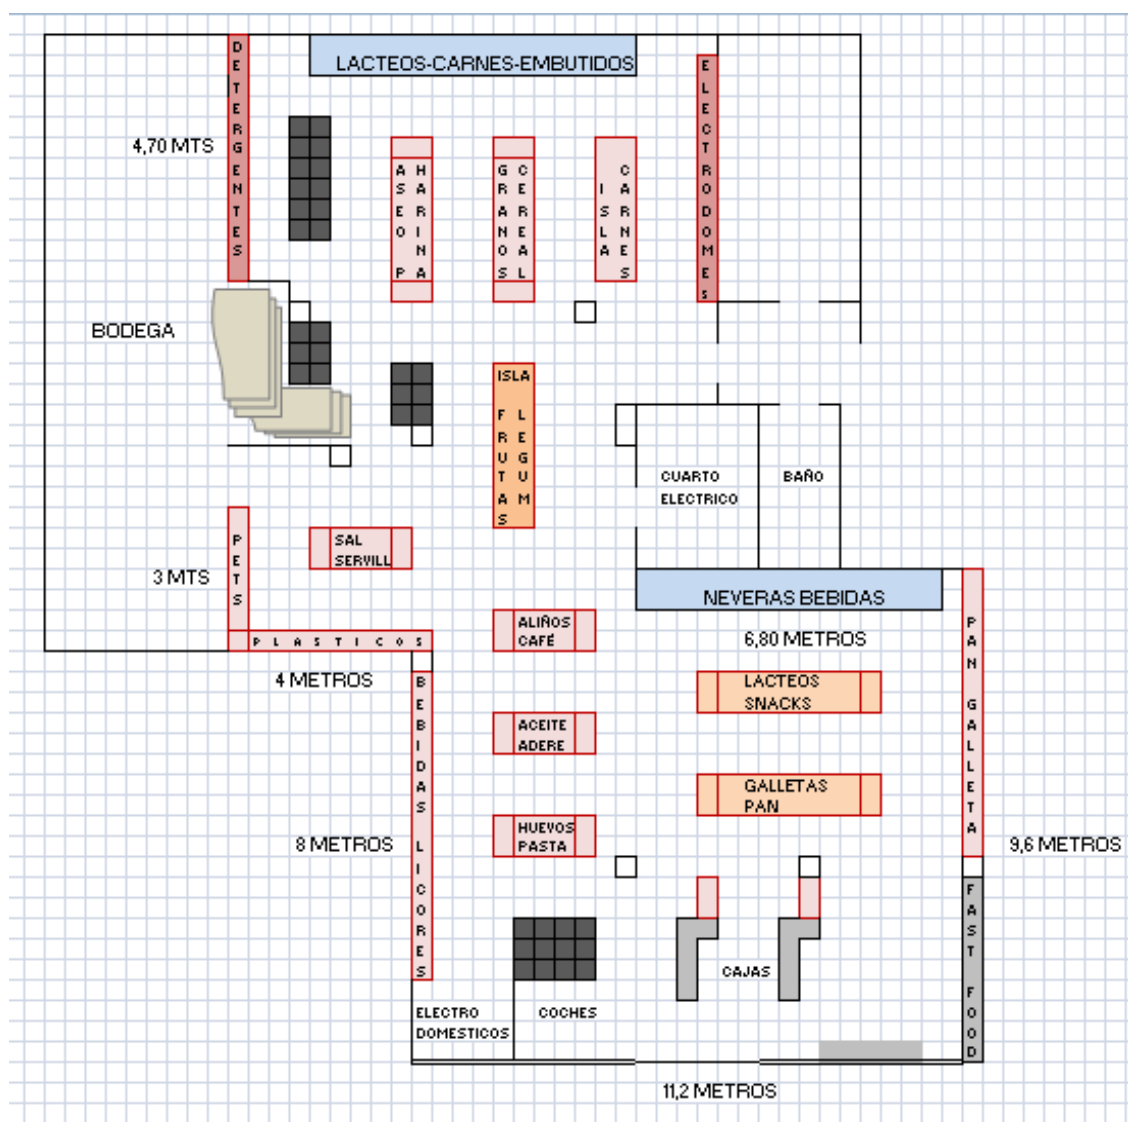 LACTEOS-CARNES-EMBUTIDOS
DETERGENTES
ELECTRODOMES
4,70 MTS
ASEO P
HARINA
GRANOS
CEREAL
ISLA
CARNES
BODEGA
ISLA
FRUTAS
LEGUM
CUARTO
ELECTRICO
BAÑO
PETS
SAL
SERVILL
3 MTS
NEVERAS BEBIDAS
PLASTICOS
ALIÑOS
CAFÉ
6,80 METROS
PAN GALLETA
4 METROS
LACTEOS
SNACKS
BEBIDAS LICORES
ACEITE
ADERE
GALLETAS
PAN
HUEVOS
PASTA
8 METROS
9,6 METROS
FAST FOOD
CAJAS
ELECTRO
DOMESTICOS
COCHES
11,2 METROS